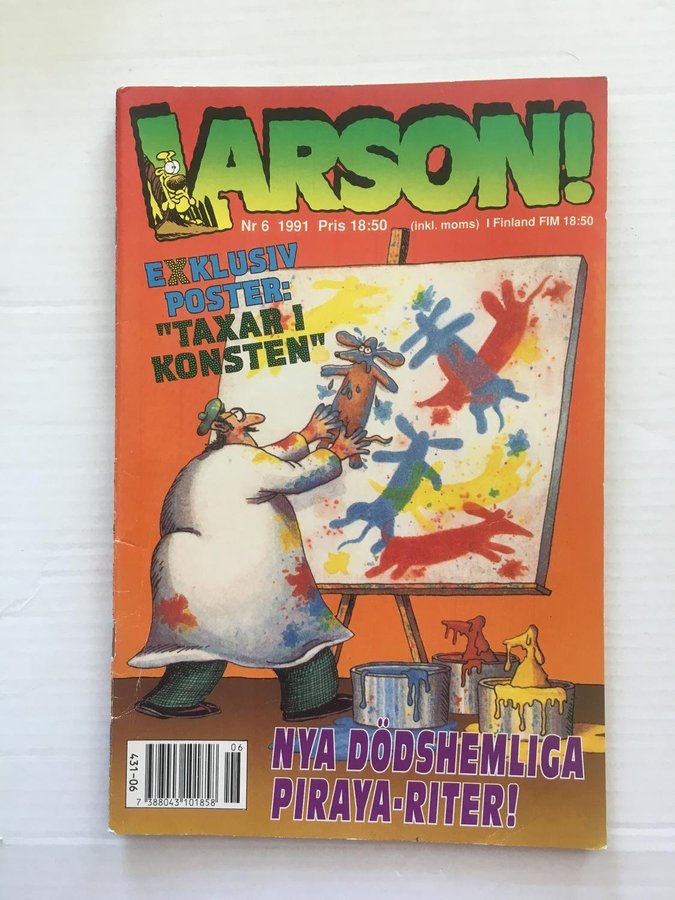 LARSON!
Nr 6 1991 Pris 18:50 (inkl. moms) I Finland FIM 18:50
EXKLUSIV
POSTER:
"TAXAR I
KONSTEN"
NYA DÖDSHEMLIGA
PIRAYA-RITER!
431-06
06
7 388043 101858